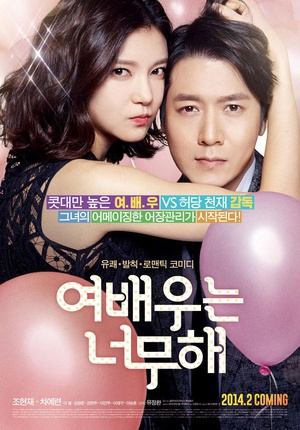 콧대만 높은 여.배.우 VS 허당 천재 감독
그녀의 어메이징한 어장관리가 시작된다!
유쾌·발칙·로맨틱 코미디
여배우는
너무해
조현재 차예련
유정환
2014.2 COMING